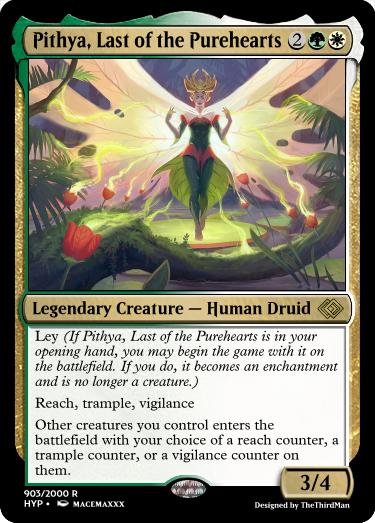 Pithya, Last of the Purehearts 2
Legendary Creature — Human Druid
Ley (If Pithya, Last of the Purehearts is in your
opening hand, you may begin the game with it on
the battlefield. If you do, it becomes an enchantment
and is no longer a creature.)
Reach, trample, vigilance
Other creatures you control enters the
battlefield with your choice of a reach counter, a
trample counter, or a vigilance counter on
them.
3/4
903/2000 R
HYP • MACEMAXXX
Designed by TheThirdMan